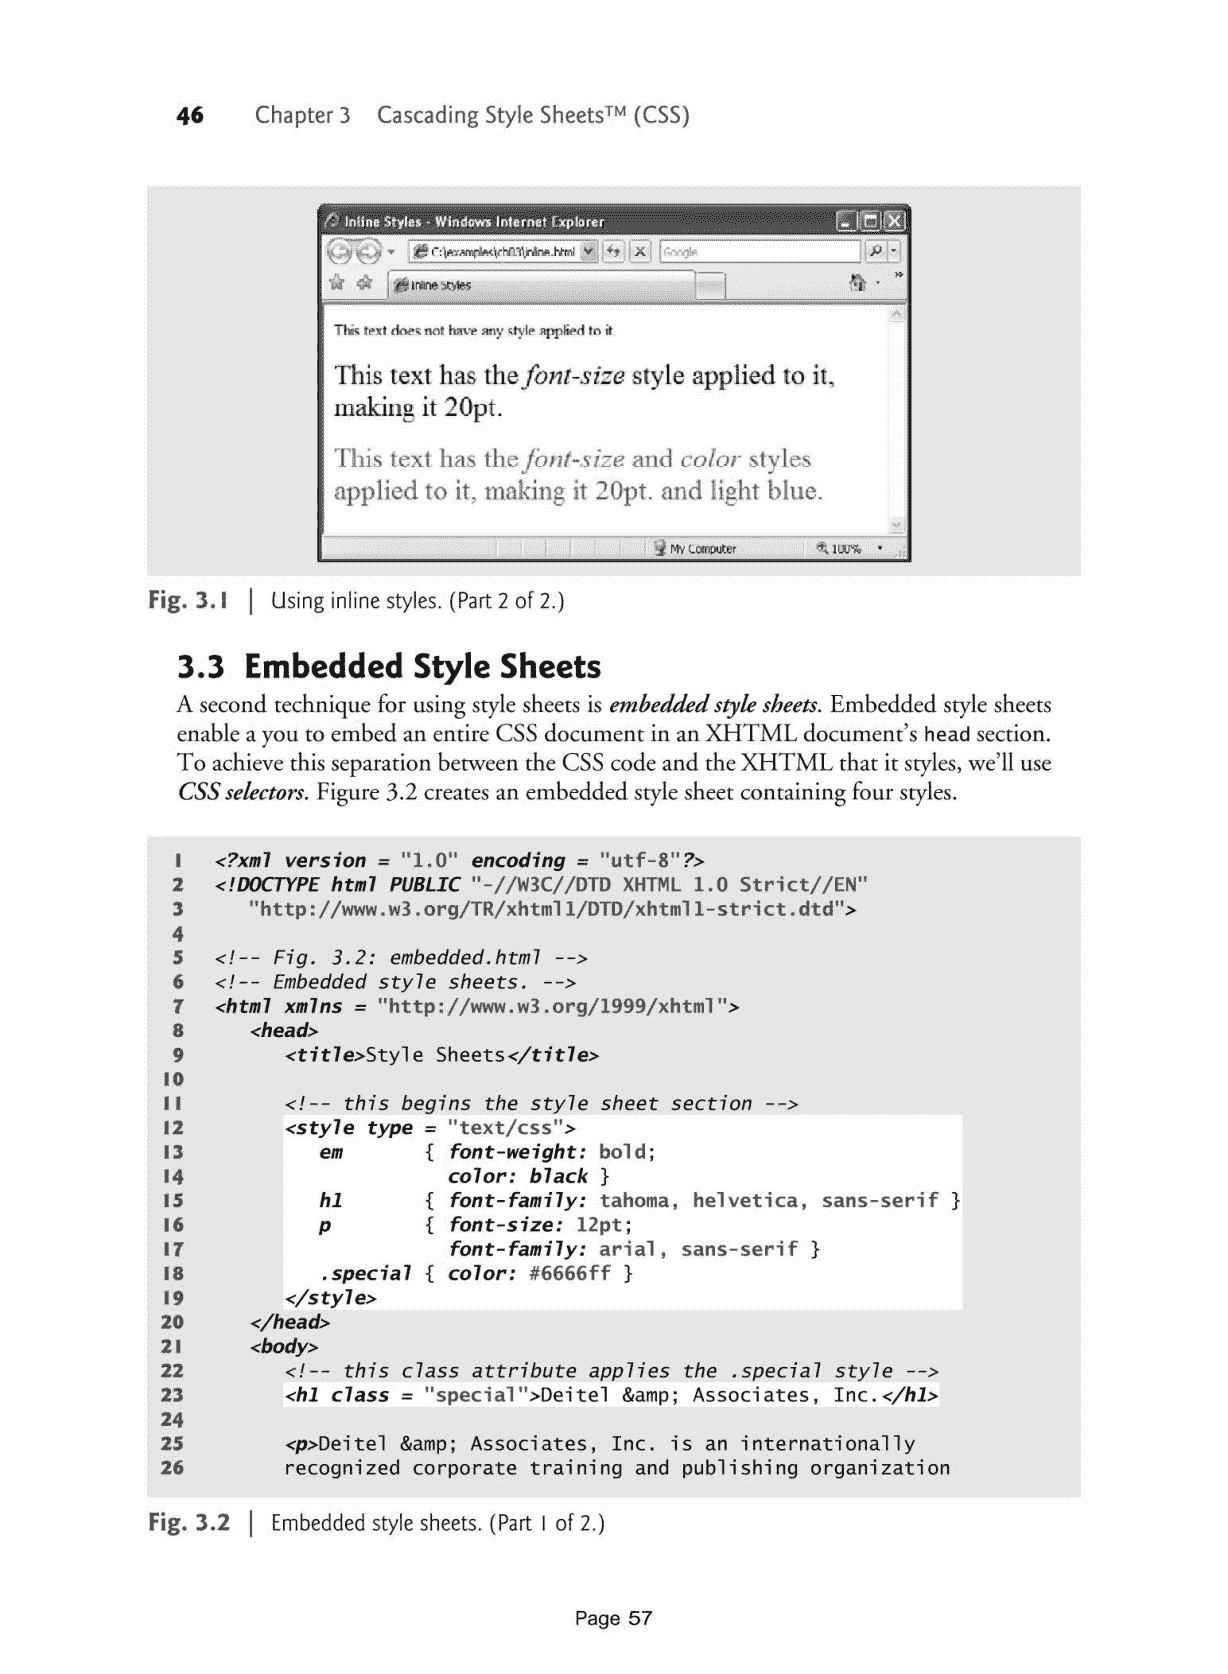 46 Chapter 3 Cascading Style Sheets™ (CSS)
Inline Styles - Windows Internet Explorer
C:\examples\ch03\inline.html Google
Inline Styles
This text does not have any style applied to it
This text has the font-size style applied to it,
making it 20pt.
This text has the font-size and color styles
applied to it, making it 20pt. and light blue.
My Computer 100%
Fig. 3.1 | Using inline styles. (Part 2 of 2.)
3.3 Embedded Style Sheets
A second technique for using style sheets is embedded style sheets. Embedded style sheets
enable a you to embed an entire CSS document in an XHTML document's head section.
To achieve this separation between the CSS code and the XHTML that it styles, we'll use
CSS selectors. Figure 3.2 creates an embedded style sheet containing four styles.
1 <?xml version = "1.0" encoding = "utf-8"?>
2 <!DOCTYPE html PUBLIC "-//W3C//DTD XHTML 1.0 Strict//EN"
3 "http://www.w3.org/TR/xhtml1/DTD/xhtml1-strict.dtd">
4
5 <!-- Fig. 3.2: embedded.html -->
6 <!-- Embedded style sheets. -->
7 <html xmlns = "http://www.w3.org/1999/xhtml">
8 <head>
9 <title>Style Sheets</title>
10
11 <!-- this begins the style sheet section -->
12 <style type = "text/css">
13 em { font-weight: bold;
14 color: black }
15 h1 { font-family: tahoma, helvetica, sans-serif }
16 p { font-size: 12pt;
17 font-family: arial, sans-serif }
18 .special { color: #6666ff }
19 </style>
20 </head>
21 <body>
22 <!-- this class attribute applies the .special style -->
23 <h1 class = "special">Deitel &amp; Associates, Inc.</h1>
24
25 <p>Deitel &amp; Associates, Inc. is an internationally
26 recognized corporate training and publishing organization
Fig. 3.2 | Embedded style sheets. (Part 1 of 2.)
Page 57